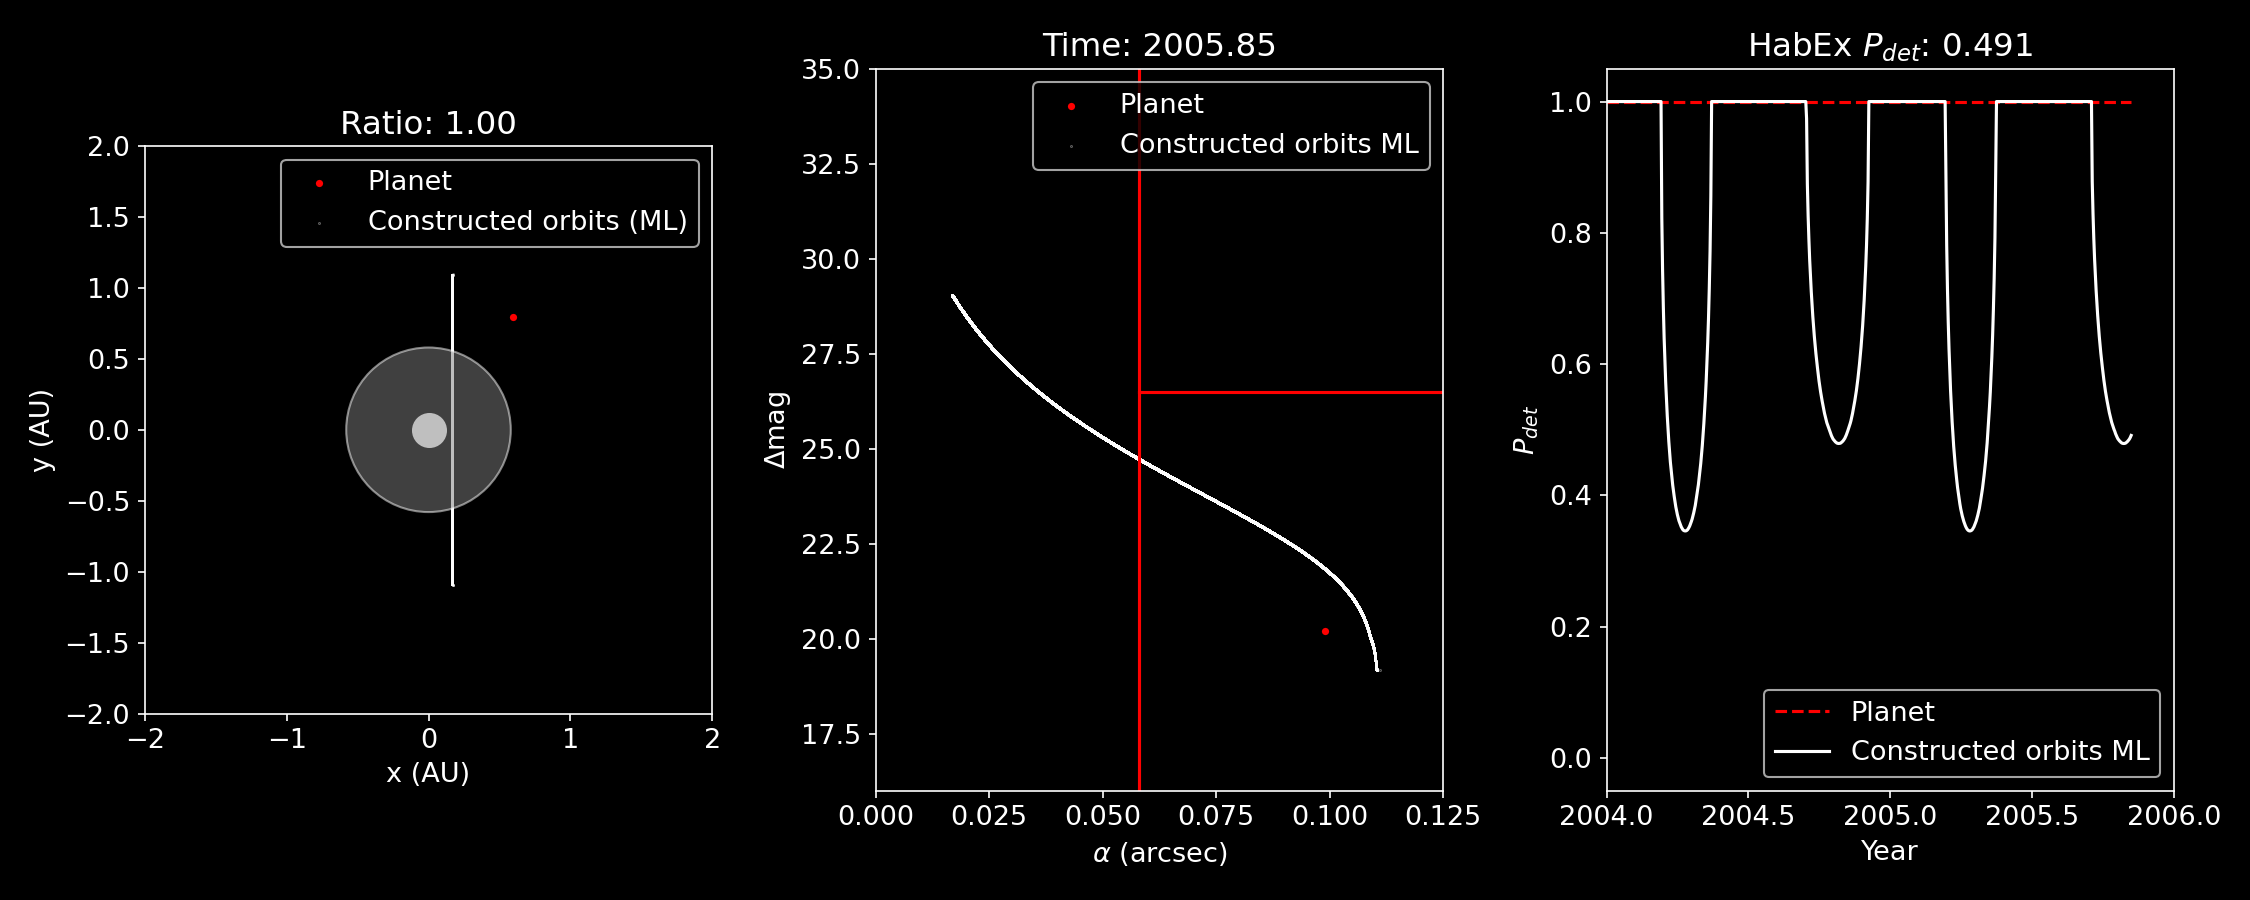 Ratio: 1.00
Planet
Constructed orbits (ML)
2.0
1.5
1.0
0.5
0.0
−0.5
−1.0
−1.5
−2.0
y (AU)
−2 −1 0 1 2
x (AU)
Time: 2005.85
Planet
Constructed orbits ML
35.0
32.5
30.0
27.5
25.0
22.5
20.0
17.5
Δmag
0.000 0.025 0.050 0.075 0.100 0.125
α (arcsec)
HabEx P_det: 0.491
1.0
0.8
0.6
0.4
0.2
0.0
P_det
Planet
Constructed orbits ML
2004.0 2004.5 2005.0 2005.5 2006.0
Year